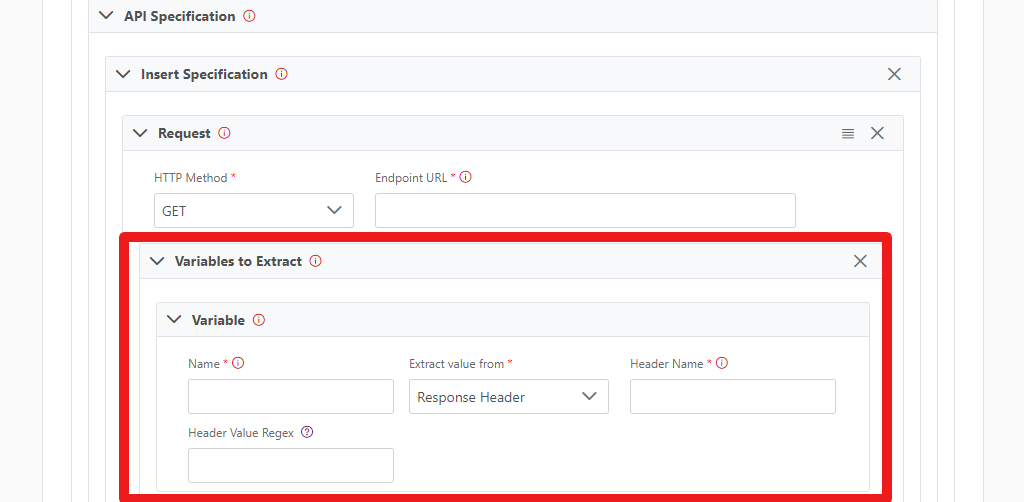 API Specification
Insert Specification
Request
HTTP Method *
Endpoint URL *
GET
Variables to Extract
Variable
Name *
Extract value from *
Header Name *
Response Header
Header Value Regex